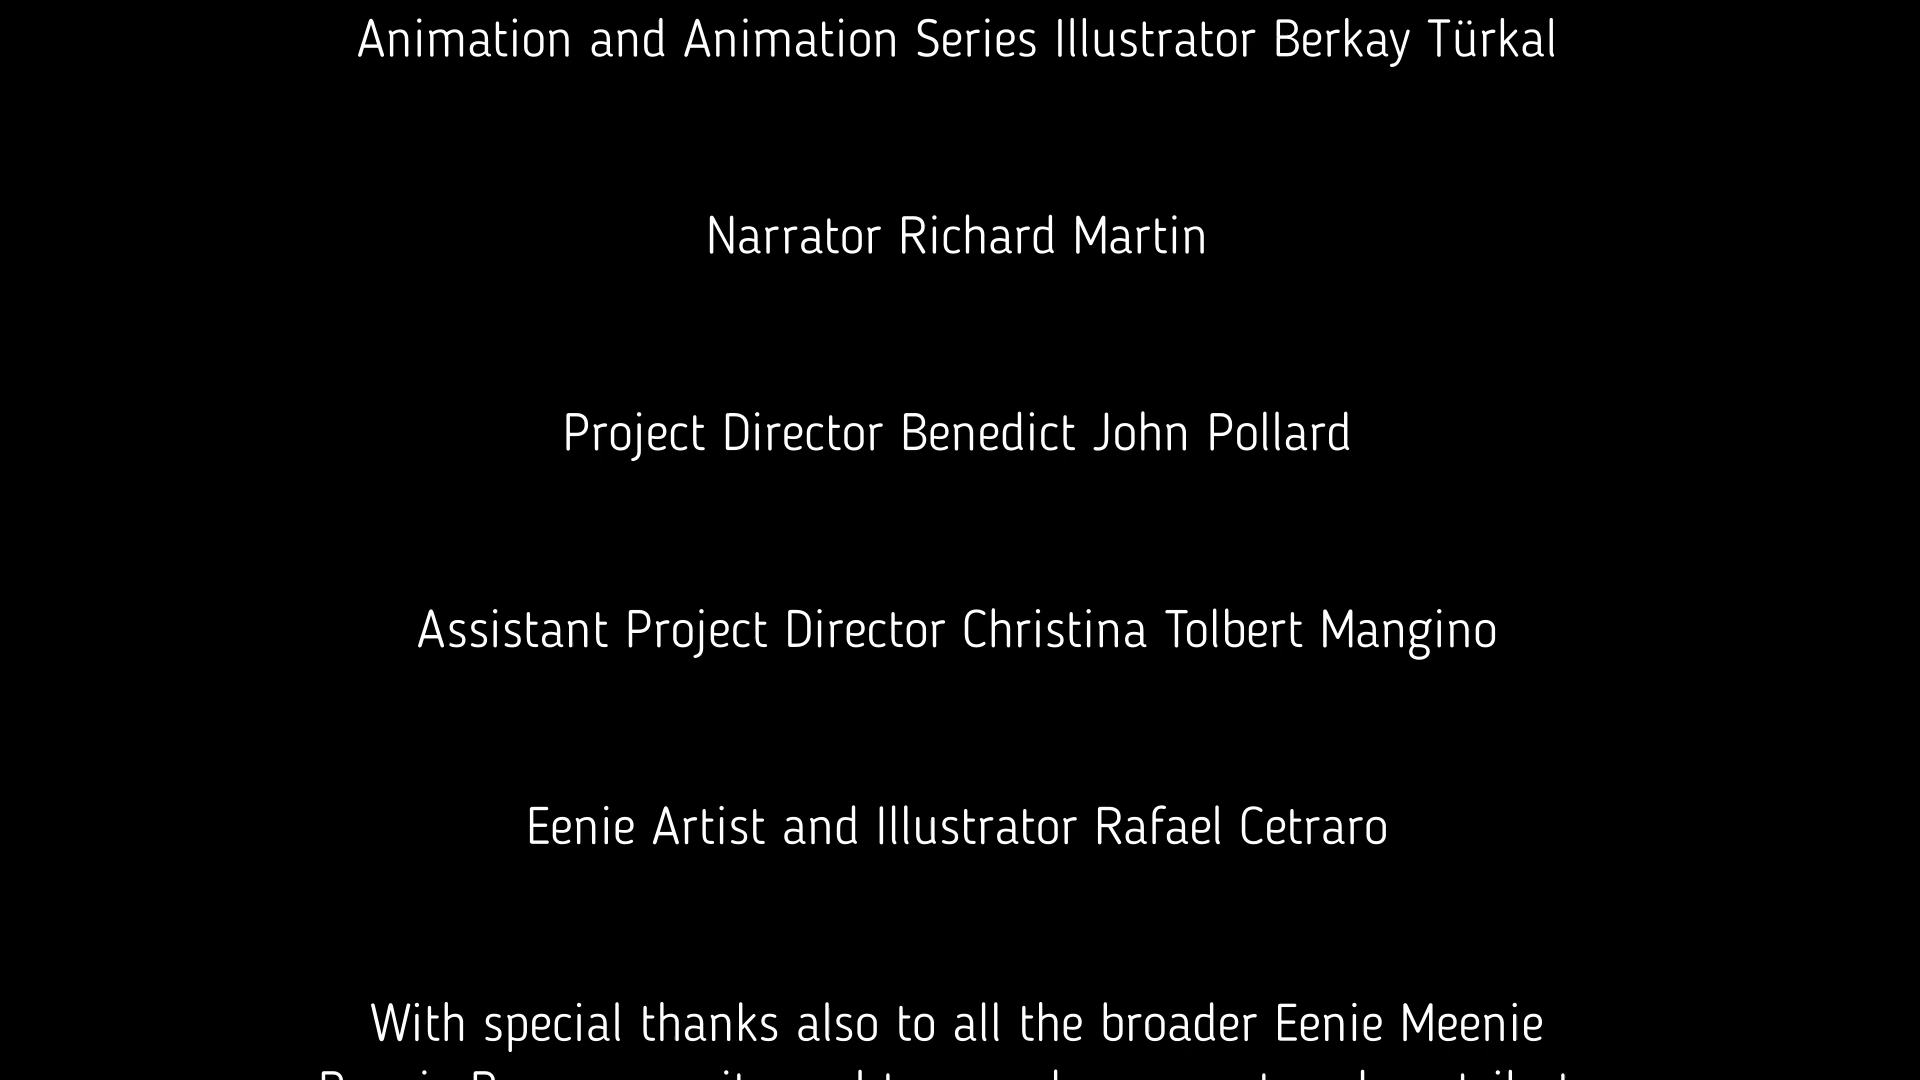 Animation and Animation Series Illustrator Berkay Türkal
Narrator Richard Martin
Project Director Benedict John Pollard
Assistant Project Director Christina Tolbert Mangino
Eenie Artist and Illustrator Rafael Cetraro
With special thanks also to all the broader Eenie Meenie